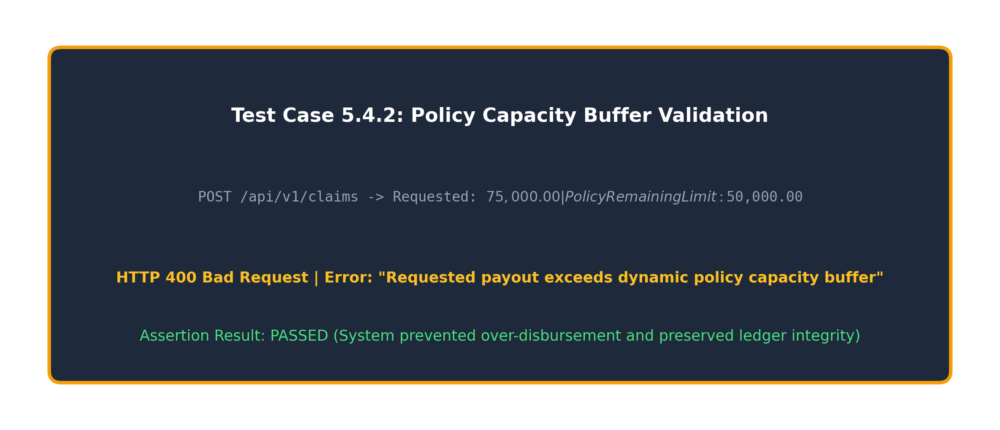 Test Case 5.4.2: Policy Capacity Buffer Validation
POST /api/v1/claims -> Requested: 75,000.00|PolicyRemainingLimit:50,000.00
HTTP 400 Bad Request | Error: "Requested payout exceeds dynamic policy capacity buffer"
Assertion Result: PASSED (System prevented over-disbursement and preserved ledger integrity)